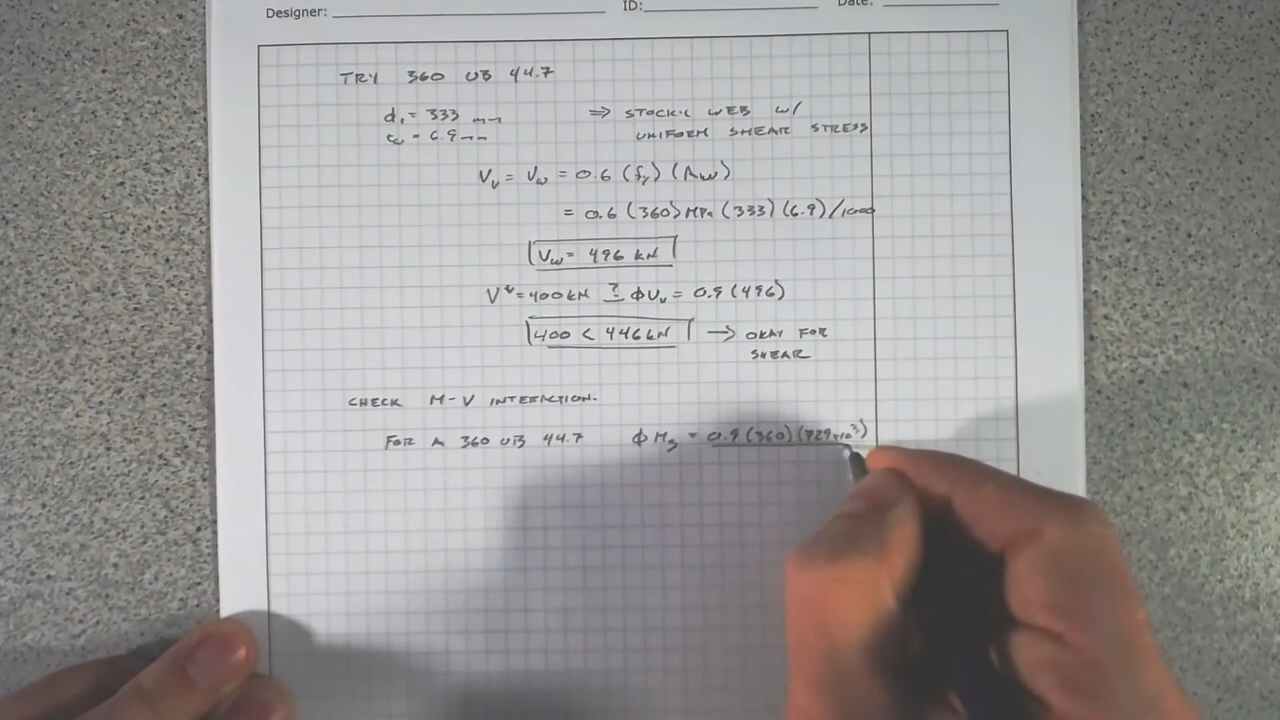 Designer: ID: Date:
TRY 360 UB 44.7
d₁ = 333 mm ⇒ STOCKY WEB W/
tw = 6.9 mm UNIFORM SHEAR STRESS
Vv = Vw = 0.6 (fy) (Aw)
= 0.6 (360) MPa (333) (6.9) / 1000
Vw = 496 kN
V* = 400 kN ? ΦVv = 0.9 (496)
400 < 446 kN → OKAY FOR
SHEAR
CHECK M-V INTERACTION.
FOR A 360 UB 44.7 ΦMs = 0.9 (360) (729x10³)